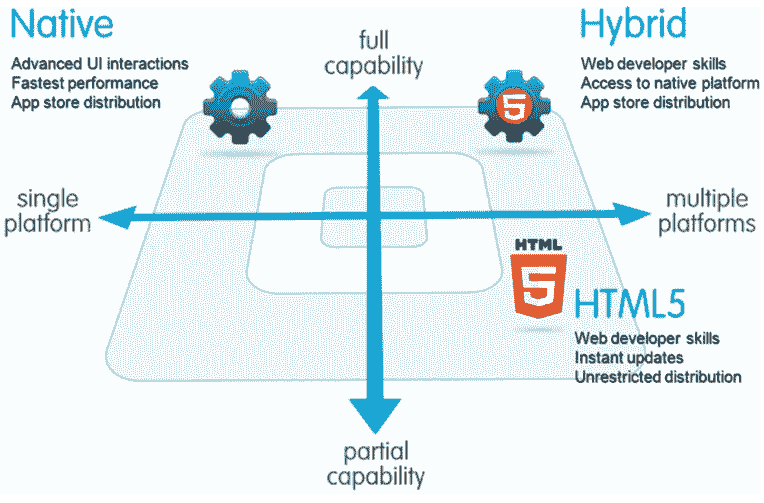 Native
Advanced UI interactions
Fastest performance
App store distribution
full
capability
Hybrid
Web developer skills
Access to native platform
App store distribution
5
single
platform
multiple
platforms
HTML
5
HTML5
Web developer skills
Instant updates
Unrestricted distribution
partial
capability